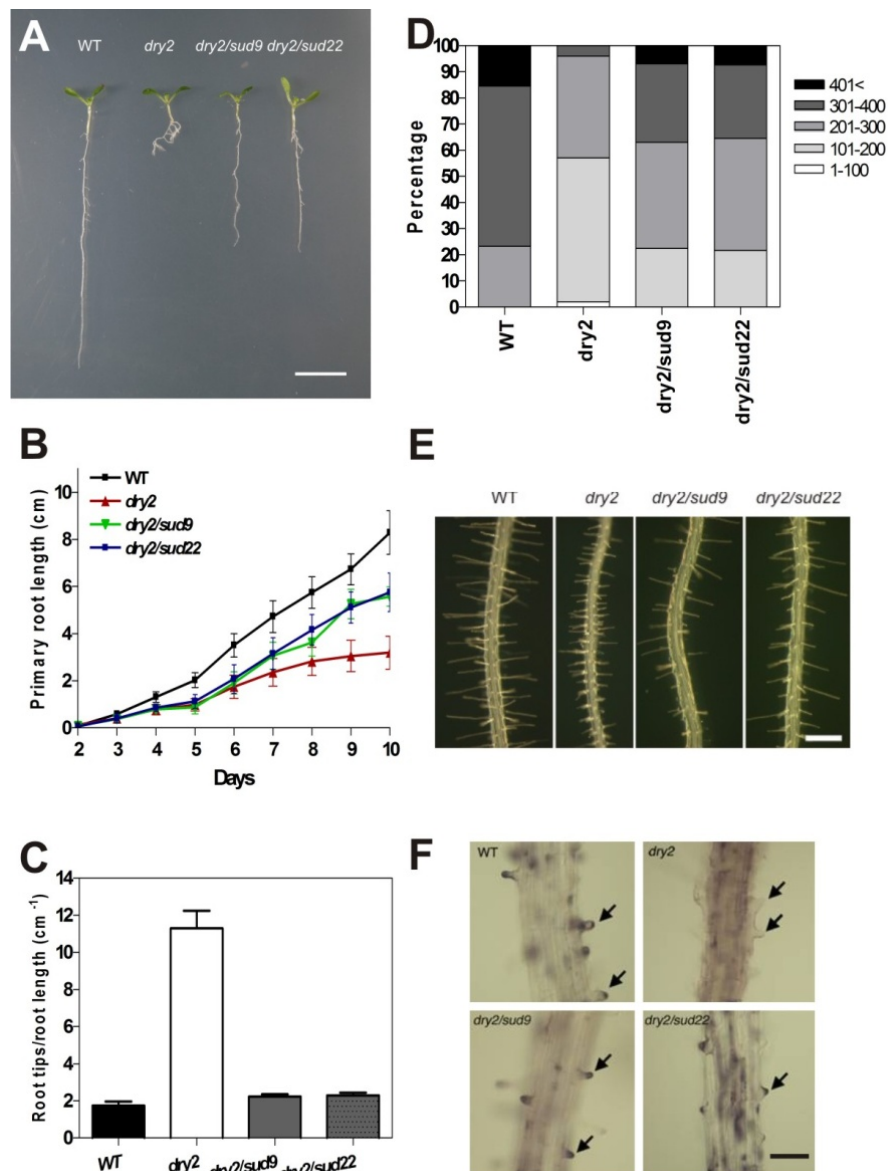 A
WT dry2 dry2/sud9 dry2/sud22
B
Primary root length (cm)
10
8
6
4
2
0
WT
dry2
dry2/sud9
dry2/sud22
2 3 4 5 6 7 8 9 10
Days
C
Root tips/root length (cm -1)
14
12
10
8
6
4
2
0
WT dry2 dry2/sud9 dry2/sud22
D
Percentage
100
90
80
70
60
50
40
30
20
10
0
WT dry2 dry2/sud9 dry2/sud22
401<
301-400
201-300
101-200
1-100
E
WT dry2 dry2/sud9 dry2/sud22
F
WT dry2
dry2/sud9 dry2/sud22